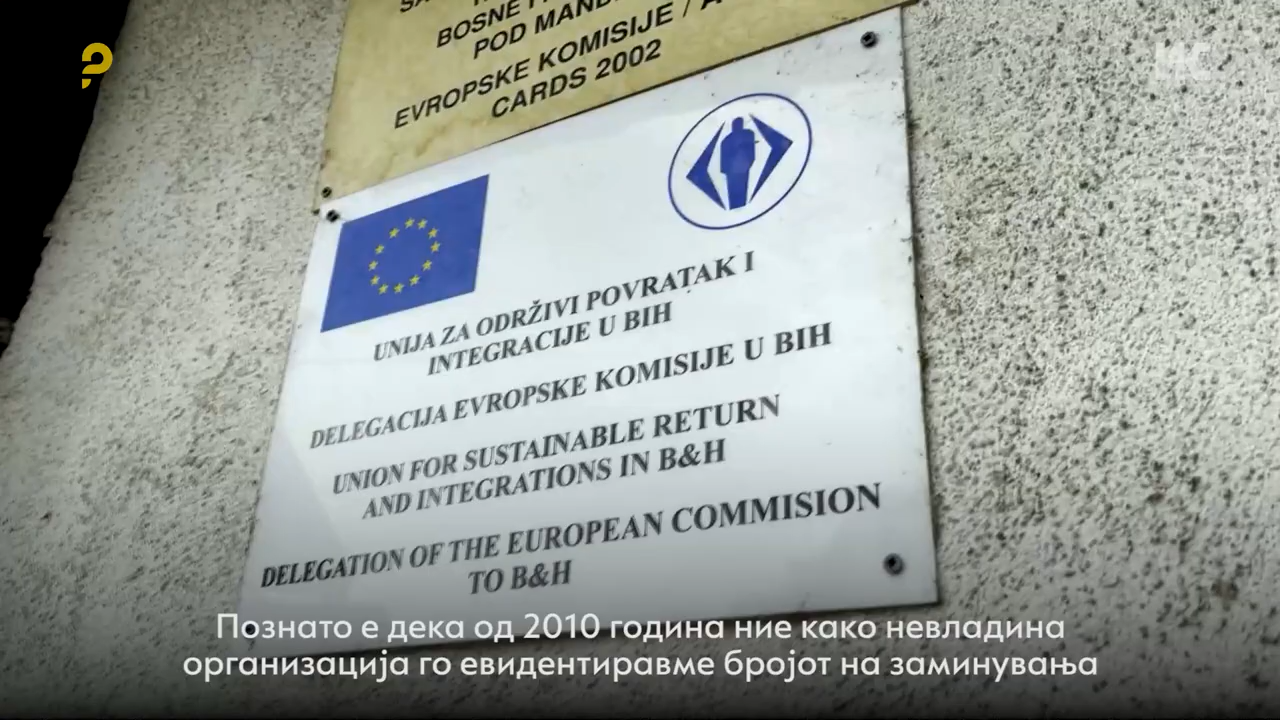 BOSNE I
POD
EVROPSKE KOMISIJE /
CARDS 2002
UNIJA ZA ODRŽIVI POVRATAK I
INTEGRACIJE U BIH
DELEGACIJA EVROPSKE KOMISIJE U BIH
UNION FOR SUSTAINABLE RETURN
AND INTEGRATIONS IN B&H
DELEGATION OF THE EUROPEAN COMMISION
TO B&H
Познато е дека од 2010 година ние како невладина
организација го евидентиравме бројот на заминувања